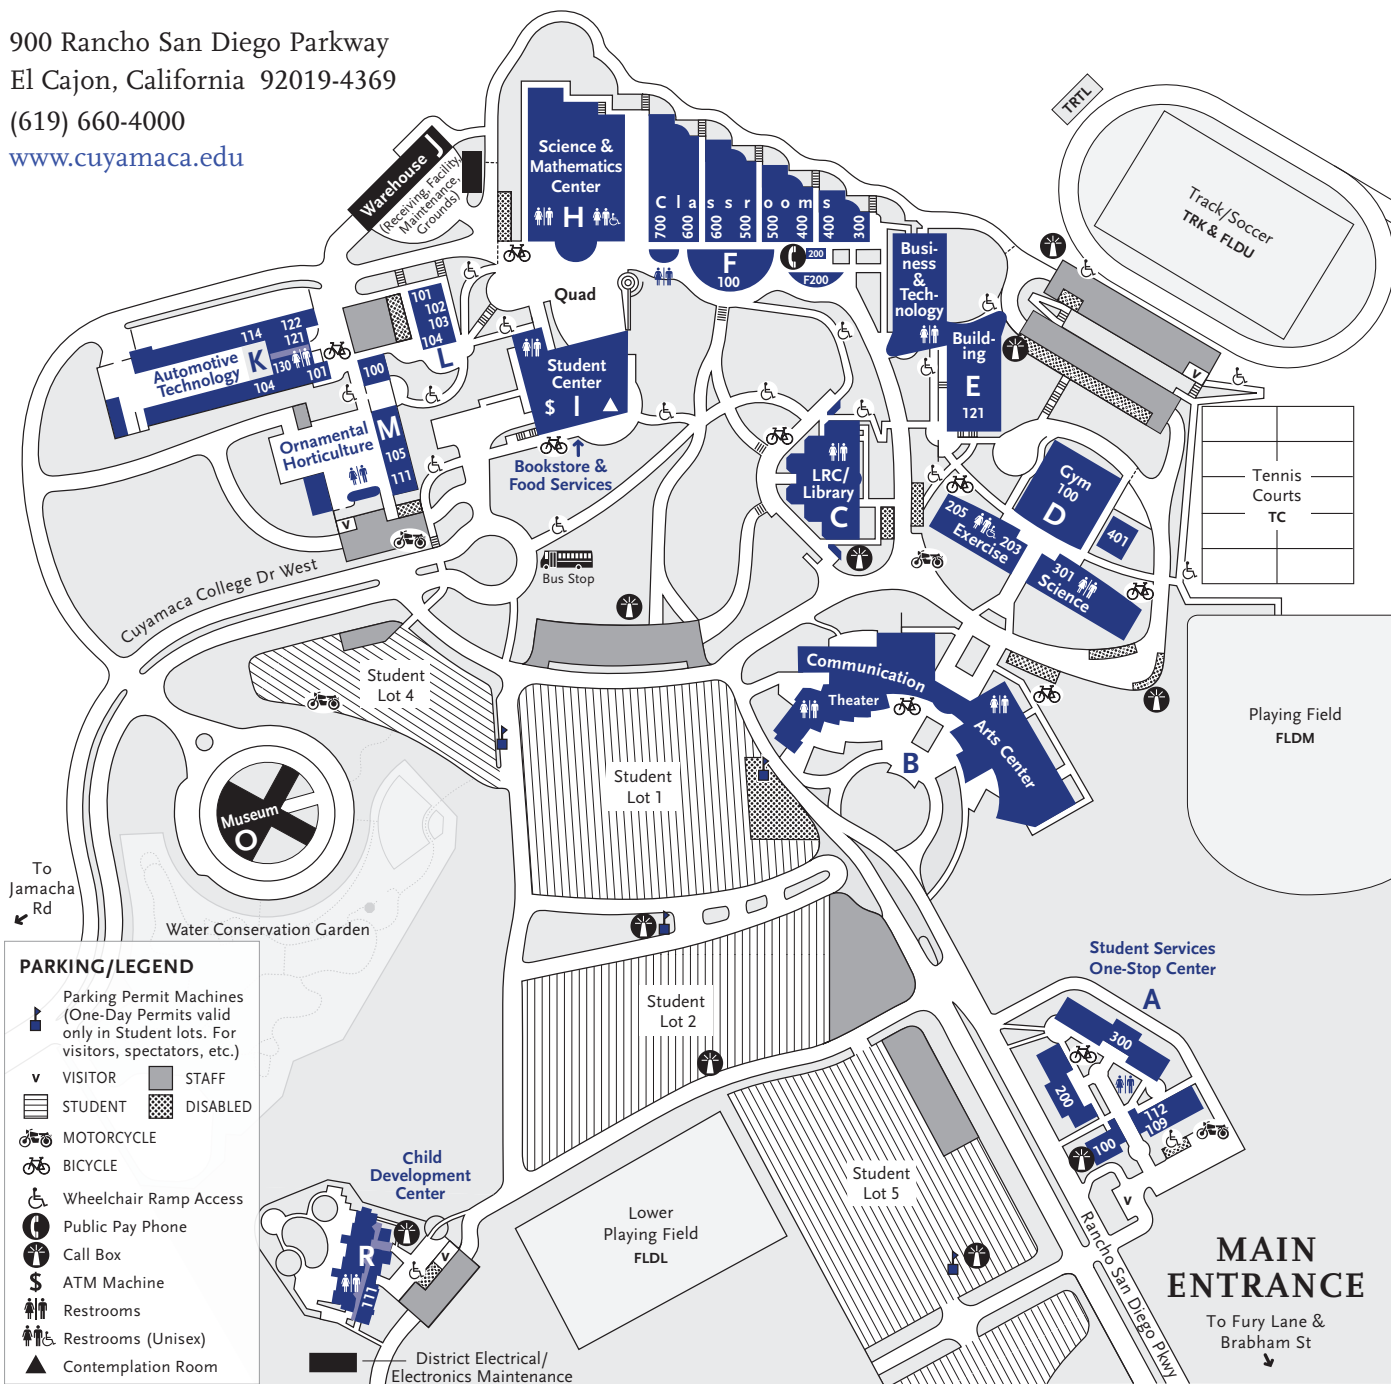 900 Rancho San Diego Parkway
El Cajon, California 92019-4369
(619) 660-4000
www.cuyamaca.edu
TRTL
Track/Soccer
TRK & FLDU
Warehouse J
(Receiving, Facility,
Maintenance,
Grounds)
Science &
Mathematics
Center
H
Classrooms
700
600
600
500
500
400
400
300
F
100
200
F200
Busi-
ness
&
Tech-
nology
Build-
ing
E
121
Quad
101
102
103
104
L
114
122
121
Automotive
Technology
K
130
101
104
100
M
105
111
Ornamental
Horticulture
V
Student
Center
$ I
Bookstore &
Food Services
LRC/
Library
C
Gym
100
D
401
205
203
Exercise
301
Science
V
Tennis
Courts
TC
Cuyamaca College Dr West
Bus Stop
Student
Lot 4
Communication
Theater
Arts Center
B
Playing Field
FLDM
Student
Lot 1
Museum
O
To
Jamacha
Rd
Water Conservation Garden
Student
Lot 2
Student Services
One-Stop Center
A
300
200
112
109
100
V
Student
Lot 5
Rancho San Diego Pkwy
MAIN
ENTRANCE
To Fury Lane &
Brabham St
Lower
Playing Field
FLDL
Child
Development
Center
R
111
V
District Electrical/
Electronics Maintenance
PARKING/LEGEND
Parking Permit Machines
(One-Day Permits valid
only in Student lots. For
visitors, spectators, etc.)
V VISITOR
STAFF
STUDENT
DISABLED
MOTORCYCLE
BICYCLE
Wheelchair Ramp Access
Public Pay Phone
Call Box
$ ATM Machine
Restrooms
Restrooms (Unisex)
Contemplation Room